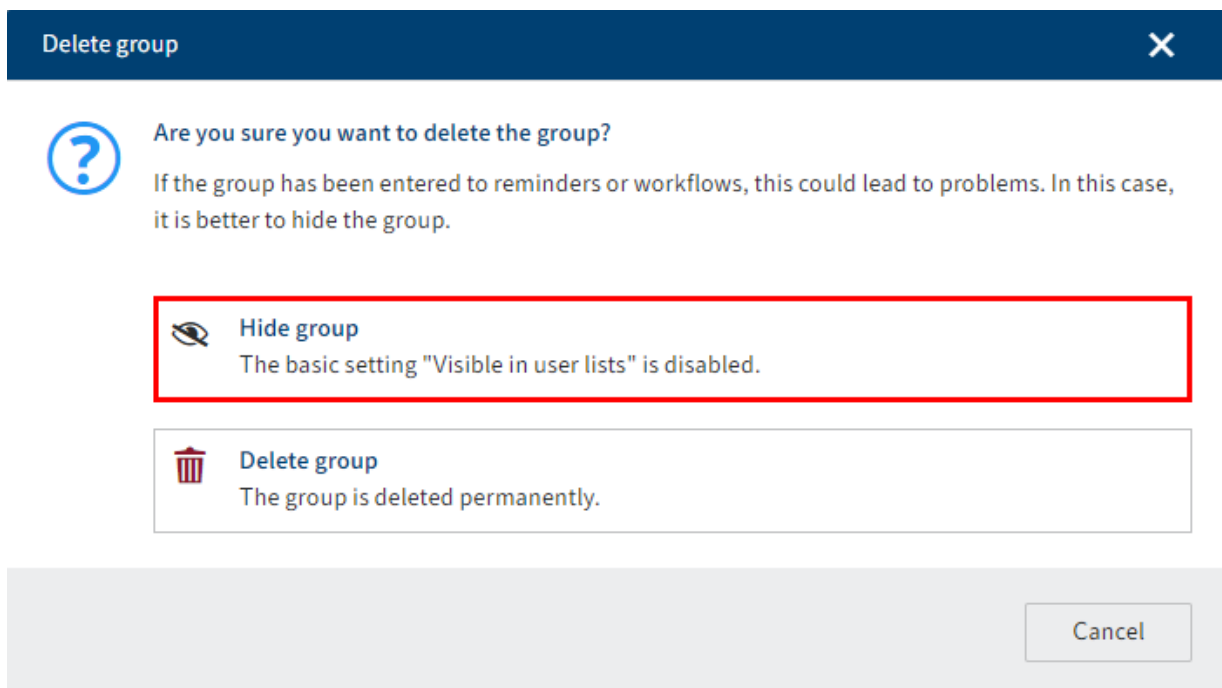 Delete group
Are you sure you want to delete the group?
If the group has been entered to reminders or workflows, this could lead to problems. In this case,
it is better to hide the group.
Hide group
The basic setting "Visible in user lists" is disabled.
Delete group
The group is deleted permanently.
Cancel